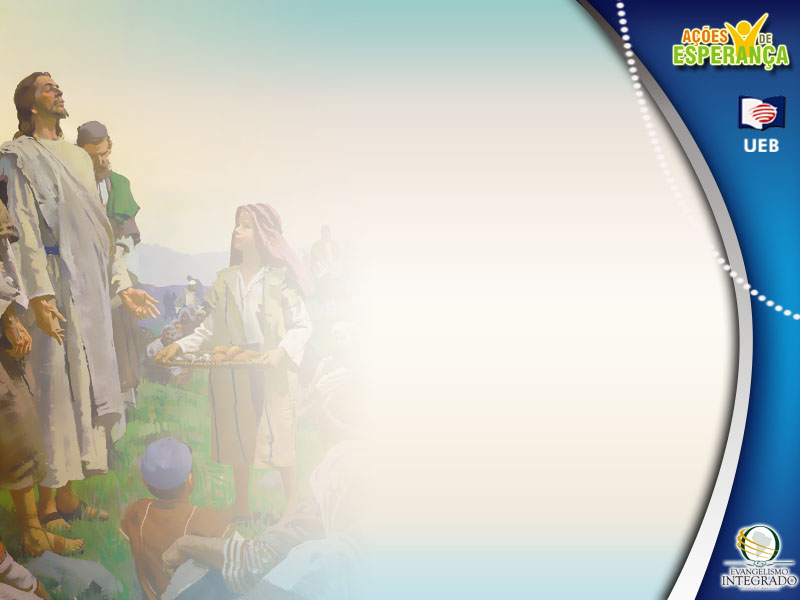 AÇÕES DE
ESPERANÇA
UEB
EVANGELISMO
INTEGRADO